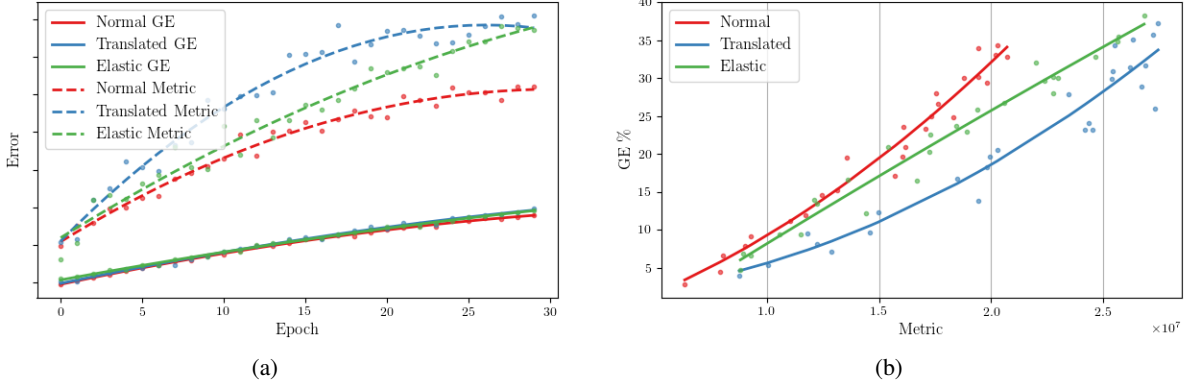 Normal GE
Translated GE
Elastic GE
Normal Metric
Translated Metric
Elastic Metric
Error
0
5
10
15
20
25
30
Epoch
(a)
Normal
Translated
Elastic
GE %
40
35
30
25
20
15
10
5
1.0
1.5
2.0
2.5
×10⁷
Metric
(b)